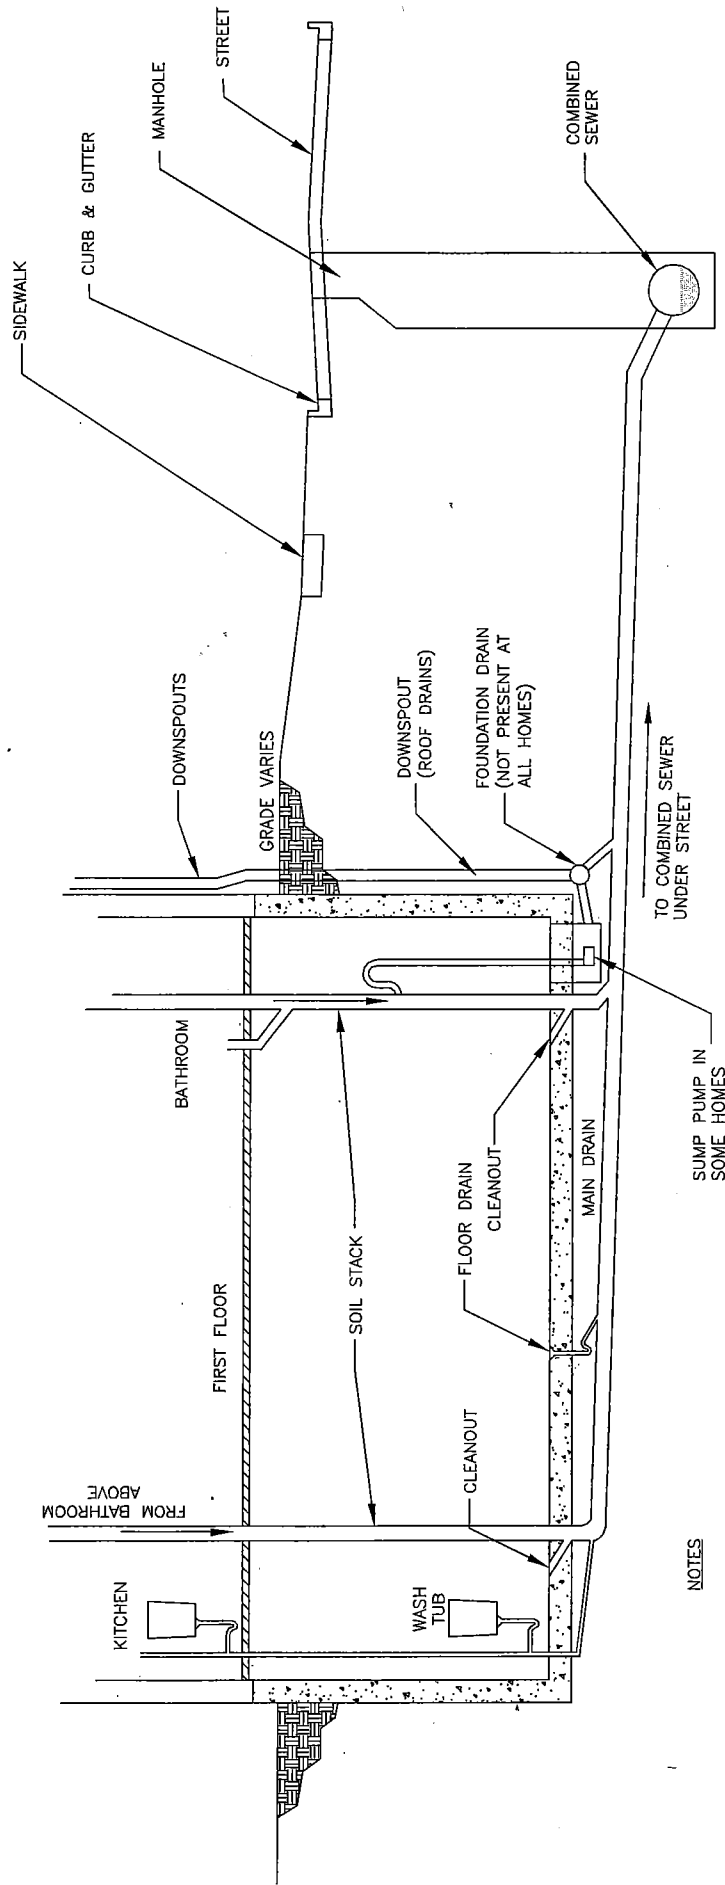 SIDEWALK
CURB & GUTTER
MANHOLE
STREET
DOWNSPOUTS
GRADE VARIES
COMBINED
SEWER
BATHROOM
FIRST FLOOR
FROM BATHROOM
ABOVE
KITCHEN
DOWNSPOUT
(ROOF DRAINS)
FOUNDATION DRAIN
(NOT PRESENT AT
ALL HOMES)
SOIL STACK
WASH
TUB
CLEANOUT
FLOOR DRAIN
CLEANOUT
MAIN DRAIN
TO COMBINED SEWER
UNDER STREET
SUMP PUMP IN
SOME HOMES
NOTES